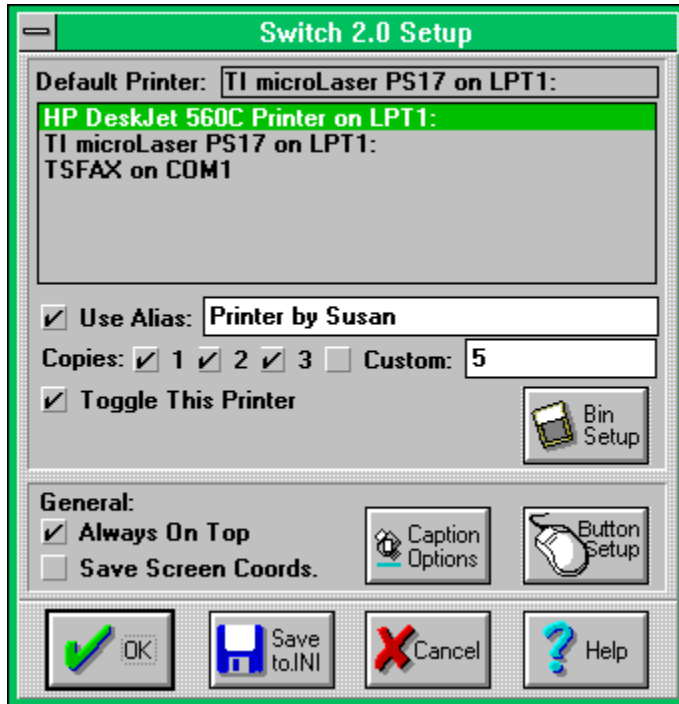 Switch 2.0 Setup
Default Printer: TI microLaser PS17 on LPT1:
HP DeskJet 560C Printer on LPT1:
TI microLaser PS17 on LPT1:
TSFAX on COM1
Use Alias: Printer by Susan
Copies: 1 2 3 Custom: 5
Toggle This Printer
Bin
Setup
General:
Always On Top
Save Screen Coords.
Caption
Options
Button
Setup
OK
Save
to.INI
Cancel
Help